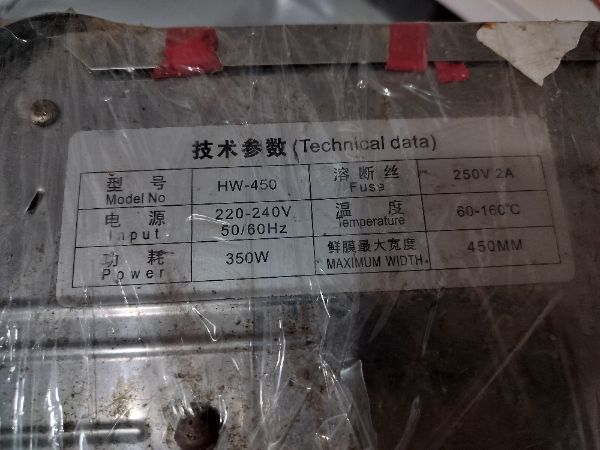 技术参数(Technical data)
型号 HW-450 溶断丝 250V 2A
Model No Fusa
电源 220-240V 温度 60-160℃
Input 50/60Hz Temperature
功耗 350W 鲜膜最大宽度 450MM
Power MAXIMUM WIDTH